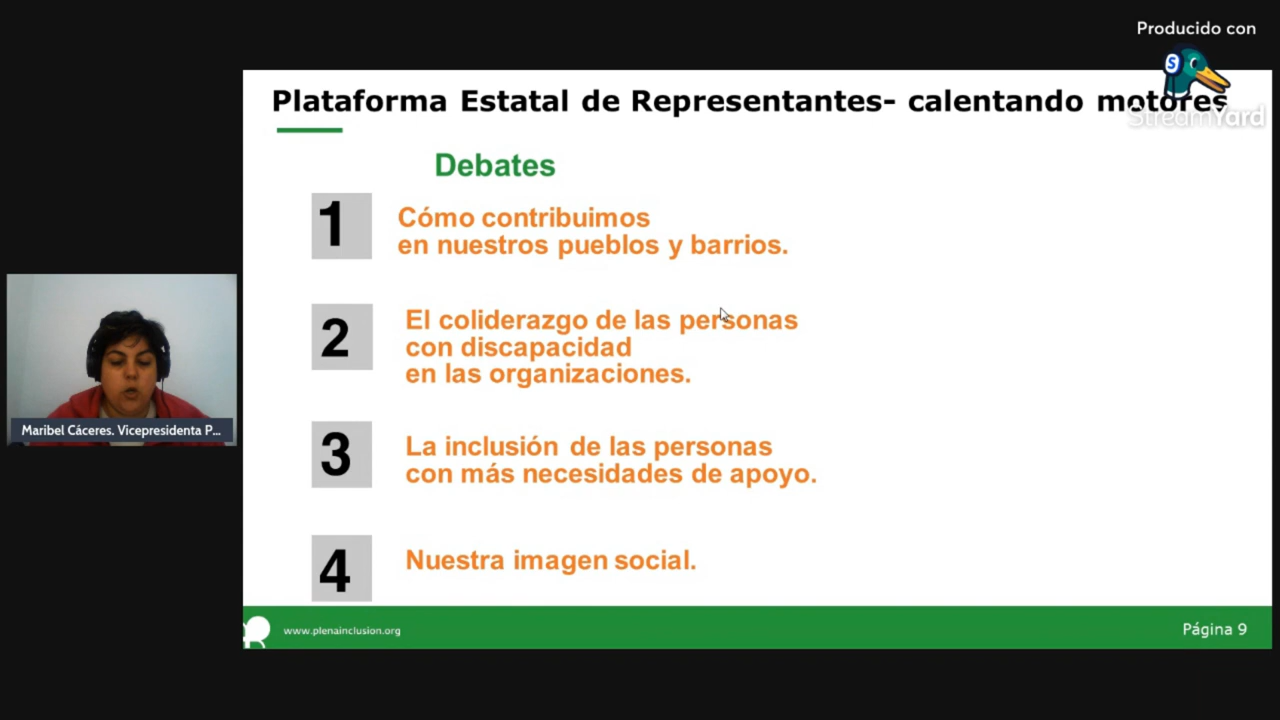 Producido con
S
StreamYard
Plataforma Estatal de Representantes- calentando motores
Debates
1
Cómo contribuimos
en nuestros pueblos y barrios.
2
El coliderazgo de las personas
con discapacidad
en las organizaciones.
3
La inclusión de las personas
con más necesidades de apoyo.
4
Nuestra imagen social.
Maribel Cáceres. Vicepresidenta P...
www.plenainclusion.org
Página 9